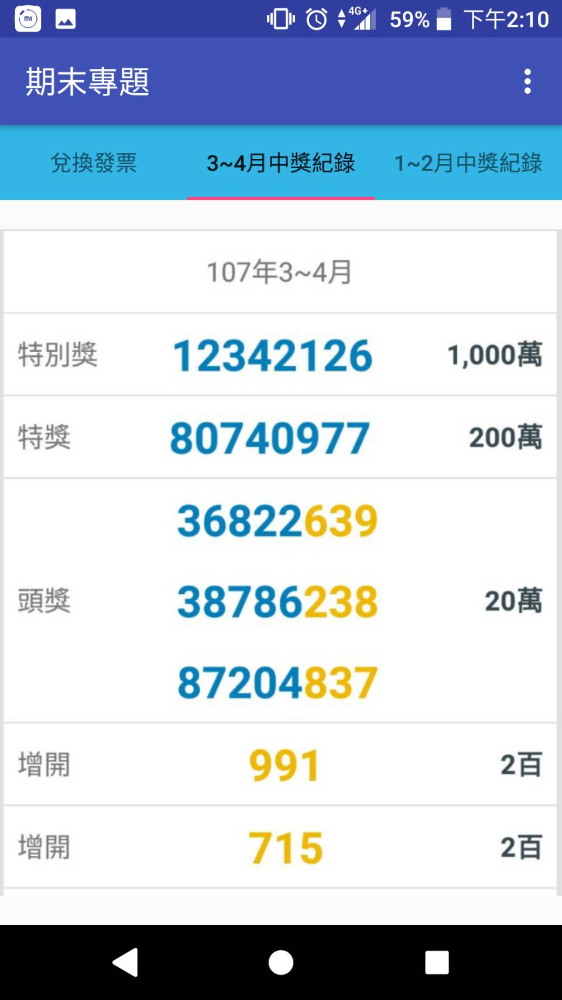 mi
4G+ 59% 下午2:10
期末專題
兌換發票 3~4月中獎紀錄 1~2月中獎紀錄
107年3~4月
特別獎 12342126 1,000萬
特獎 80740977 200萬
36822639
頭獎 38786238 20萬
87204837
增開 991 2百
增開 715 2百